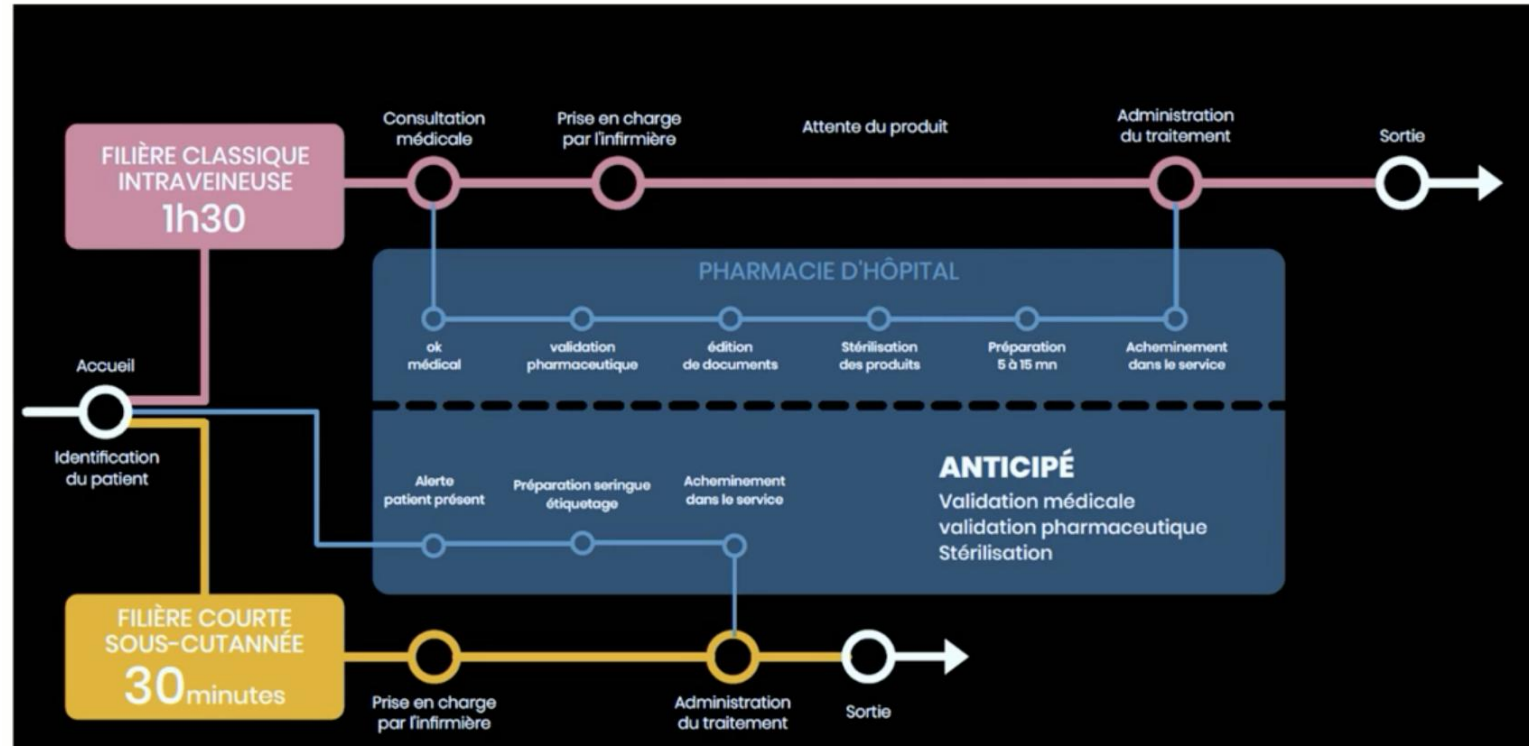 Consultation
médicale
Prise en charge
par l'infirmière
Attente du produit
Administration
du traitement
Sortie
FILIÈRE CLASSIQUE
INTRAVEINEUSE
1h30
PHARMACIE D'HÔPITAL
ok
médical
validation
pharmaceutique
édition
de documents
Stérilisation
des produits
Préparation
5 à 15 mn
Acheminement
dans le service
Accueil
Identification
du patient
Alerte
patient présent
Préparation seringue
étiquetage
Acheminement
dans le service
ANTICIPÉ
Validation médicale
validation pharmaceutique
Stérilisation
FILIÈRE COURTE
SOUS-CUTANNÉE
30 minutes
Prise en charge
par l'infirmière
Administration
du traitement
Sortie